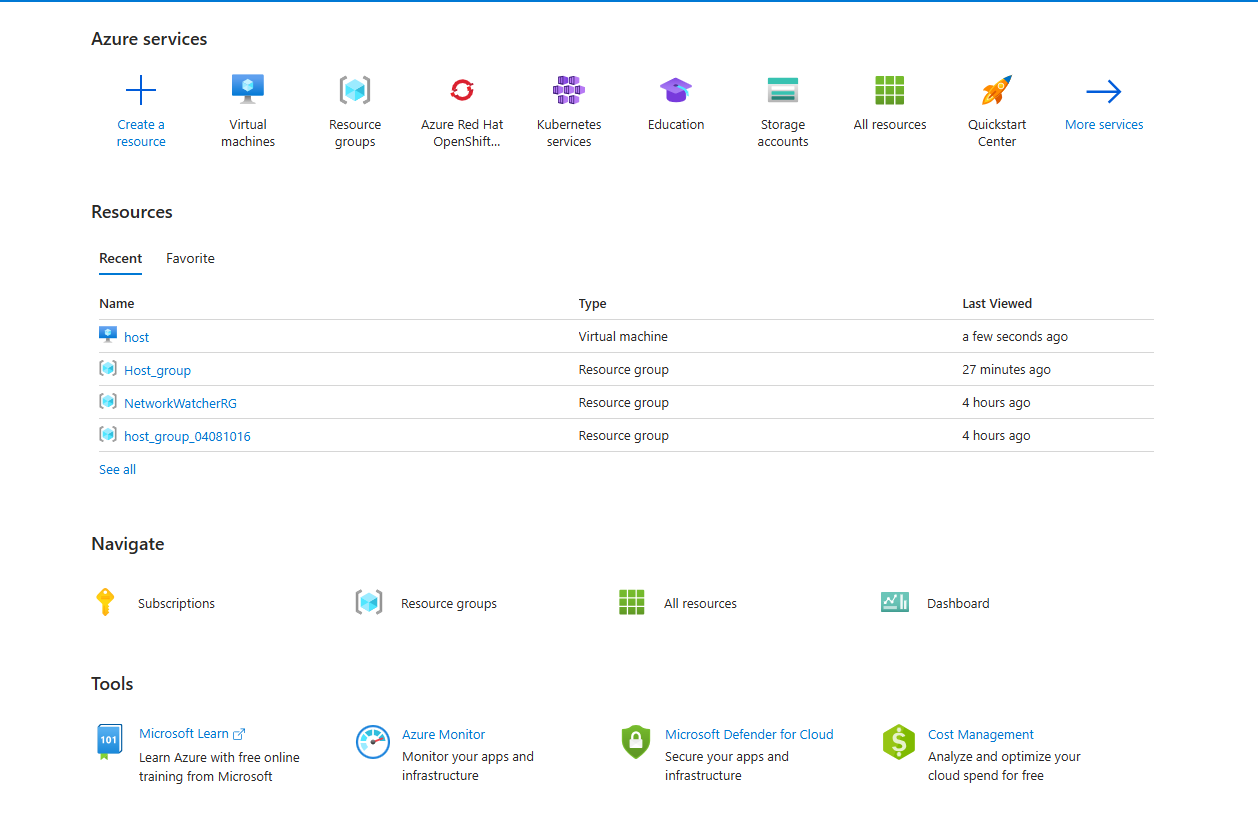 Azure services
Create a resource
Virtual machines
Resource groups
Azure Red Hat OpenShift...
Kubernetes services
Education
Storage accounts
All resources
Quickstart Center
More services
Resources
Recent Favorite
Name Type Last Viewed
host Virtual machine a few seconds ago
Host_group Resource group 27 minutes ago
NetworkWatcherRG Resource group 4 hours ago
host_group_04081016 Resource group 4 hours ago
See all
Navigate
Subscriptions Resource groups All resources Dashboard
Tools
101
Microsoft Learn
Learn Azure with free online
training from Microsoft
Azure Monitor
Monitor your apps and
infrastructure
Microsoft Defender for Cloud
Secure your apps and
infrastructure
$
Cost Management
Analyze and optimize your
cloud spend for free